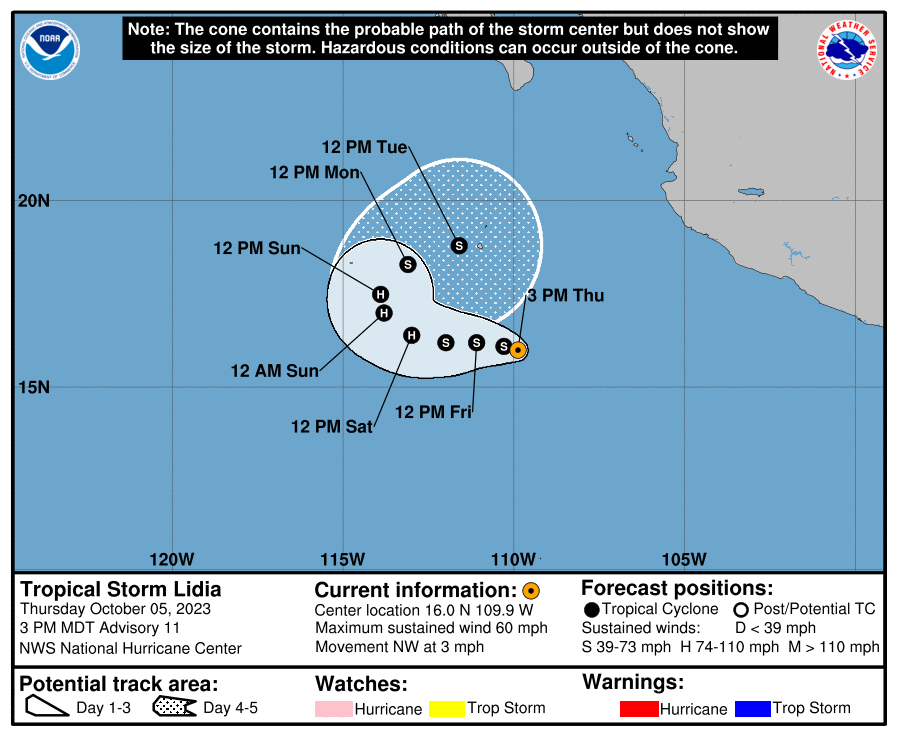 Note: The cone contains the probable path of the storm center but does not show
the size of the storm. Hazardous conditions can occur outside of the cone.
NOAA
NATIONAL WEATHER SERVICE
12 PM Tue
12 PM Mon
20N
12 PM Sun
S
S
H
3 PM Thu
H
H
S
12 AM Sun
15N
12 PM Fri
12 PM Sat
120W
115W
110W
105W
Tropical Storm Lidia
Thursday October 05, 2023
3 PM MDT Advisory 11
NWS National Hurricane Center
Current information:
Center location 16.0 N 109.9 W
Maximum sustained wind 60 mph
Movement NW at 3 mph
Forecast positions:
Tropical Cyclone Post/Potential TC
Sustained winds: D < 39 mph
S 39-73 mph H 74-110 mph M > 110 mph
Potential track area:
Day 1-3 Day 4-5
Watches:
Hurricane Trop Storm
Warnings:
Hurricane Trop Storm